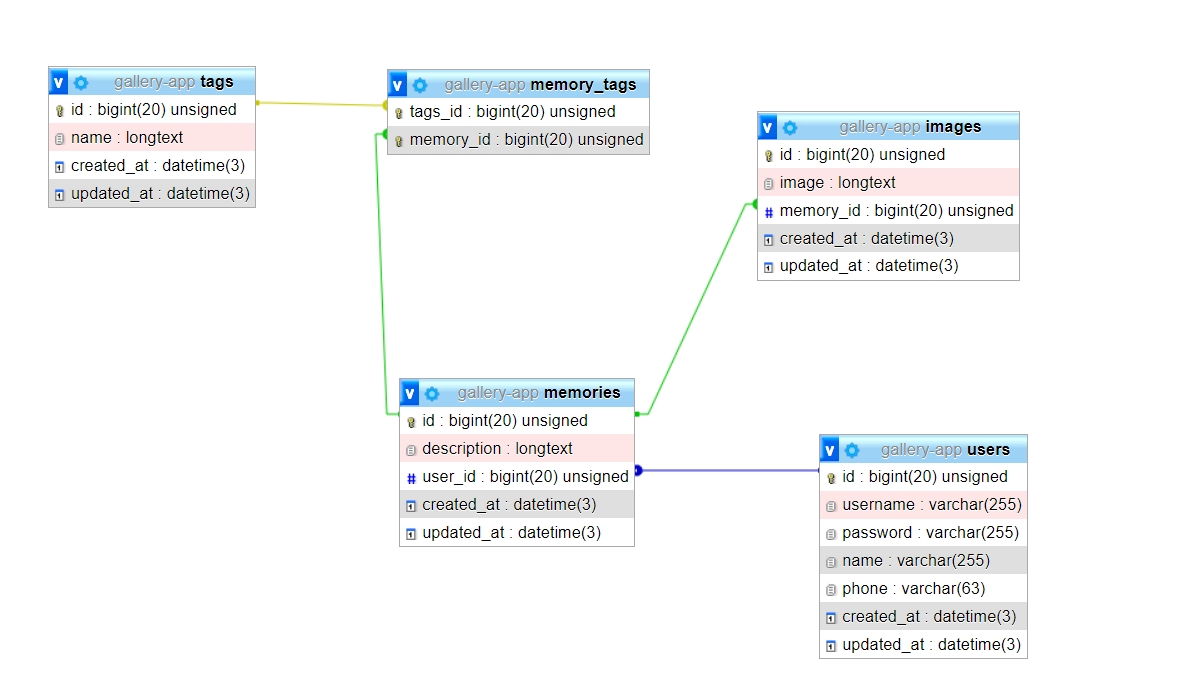 v gallery-app tags
id : bigint(20) unsigned
name : longtext
created_at : datetime(3)
updated_at : datetime(3)
v gallery-app memory_tags
tags_id : bigint(20) unsigned
memory_id : bigint(20) unsigned
v gallery-app images
id : bigint(20) unsigned
image : longtext
# memory_id : bigint(20) unsigned
created_at : datetime(3)
updated_at : datetime(3)
v gallery-app memories
id : bigint(20) unsigned
description : longtext
# user_id : bigint(20) unsigned
created_at : datetime(3)
updated_at : datetime(3)
v gallery-app users
id : bigint(20) unsigned
username : varchar(255)
password : varchar(255)
name : varchar(255)
phone : varchar(63)
created_at : datetime(3)
updated_at : datetime(3)